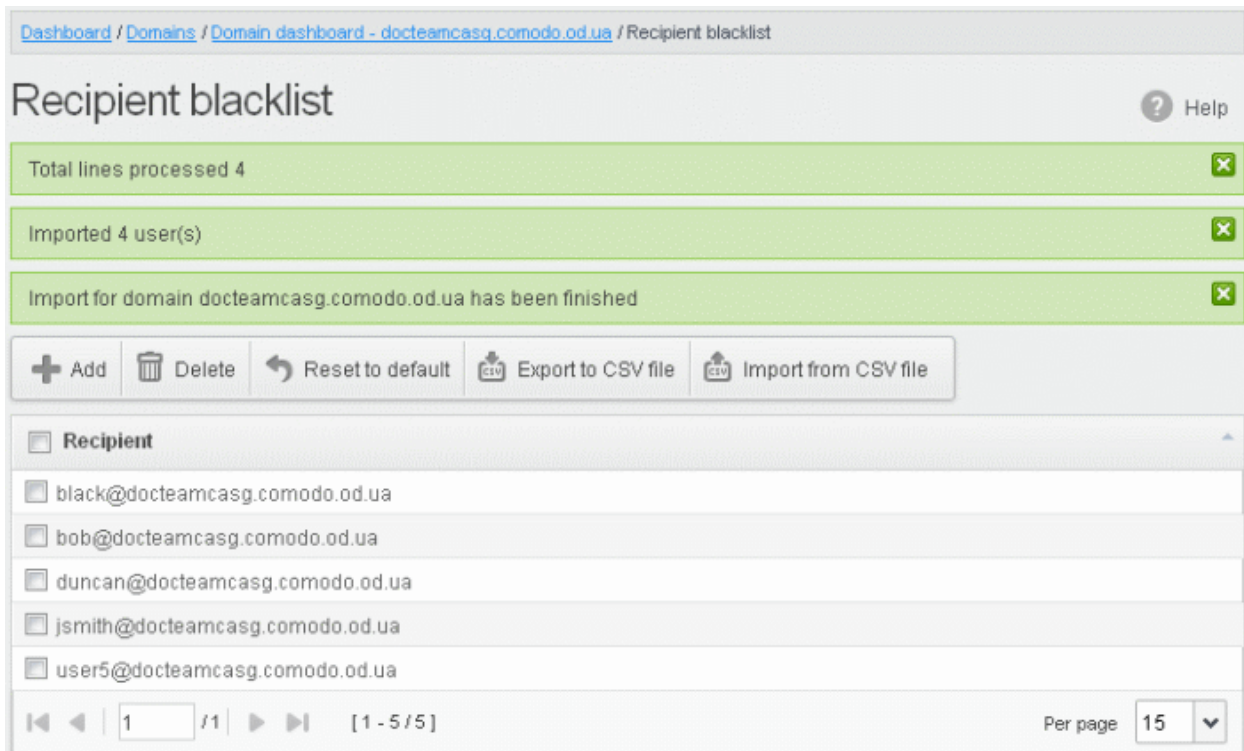 Dashboard / Domains / Domain dashboard - docteamcasg.comodo.od.ua / Recipient blacklist
Recipient blacklist
? Help
Total lines processed 4
Imported 4 user(s)
Import for domain docteamcasg.comodo.od.ua has been finished
Add Delete Reset to default CSV Export to CSV file CSV Import from CSV file
Recipient
black@docteamcasg.comodo.od.ua
bob@docteamcasg.comodo.od.ua
duncan@docteamcasg.comodo.od.ua
jsmith@docteamcasg.comodo.od.ua
user5@docteamcasg.comodo.od.ua
1 / 1 [ 1 - 5 / 5 ] Per page 15